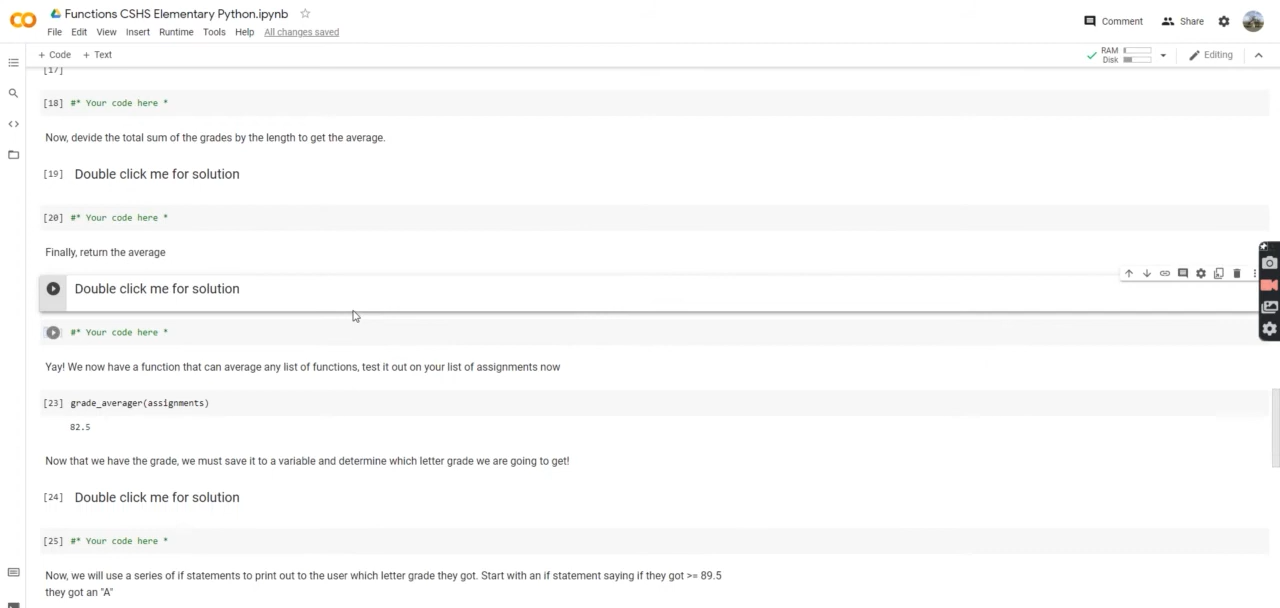 Functions CSHS Elementary Python.ipynb
File Edit View Insert Runtime Tools Help All changes saved
Comment Share
+ Code + Text
RAM
Disk
Editing
[17]
[18] #* Your code here *
Now, devide the total sum of the grades by the length to get the average.
[19] Double click me for solution
[20] #* Your code here *
Finally, return the average
Double click me for solution
#* Your code here *
Yay! We now have a function that can average any list of functions, test it out on your list of assignments now
[23] grade_averager(assignments)
82.5
Now that we have the grade, we must save it to a variable and determine which letter grade we are going to get!
[24] Double click me for solution
[25] #* Your code here *
Now, we will use a series of if statements to print out to the user which letter grade they got. Start with an if statement saying if they got >= 89.5
they got an "A"